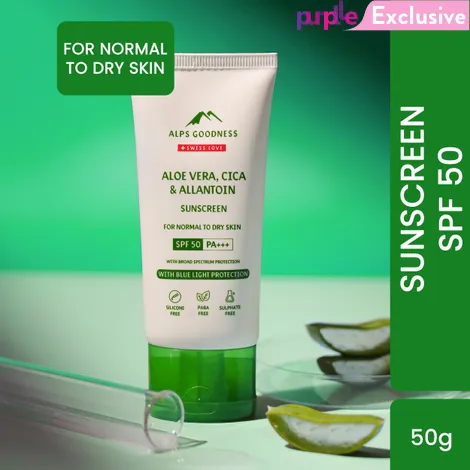 purplle Exclusive
FOR NORMAL
TO DRY SKIN
ALPS GOODNESS
SWISS LOVE
ALOE VERA, CICA
& ALLANTOIN
SUNSCREEN
FOR NORMAL TO DRY SKIN
SPF 50 PA+++
WITH BROAD SPECTRUM PROTECTION
WITH BLUE LIGHT PROTECTION
SILICONE
FREE
PABA
FREE
SULPHATE
FREE
SUNSCREEN
SPF 50
50g